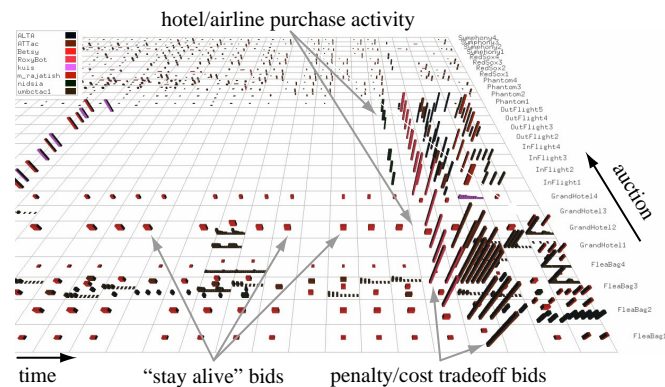 hotel/airline purchase activity
ALTA
ATTac
Betsy
RoxyBot
kuis
m_rajatish
nidsia
umbctac1
Symphony4
Symphony3
Symphony2
Symphony1
RedSox4
RedSox3
RedSox2
RedSox1
Phantom4
Phantom3
Phantom2
Phantom1
OutFlight5
OutFlight4
OutFlight3
OutFlight2
InFlight4
InFlight3
InFlight2
InFlight1
GrandHotel4
GrandHotel3
GrandHotel2
GrandHotel1
FleaBag4
FleaBag3
FleaBag2
FleaBag1
auction
time
“stay alive” bids
penalty/cost tradeoff bids